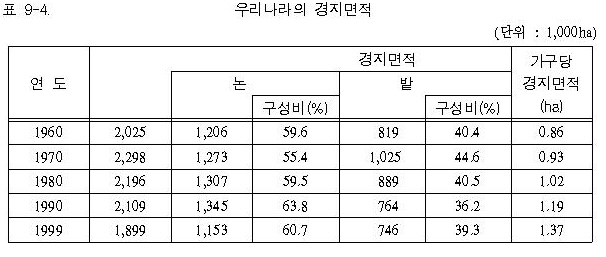 표 9-4. 우리나라의 경지면적
(단위 : 1,000ha)
연 도 경지면적 가구당 경지면적 (ha)
논 밭
구성비(%) 구성비(%)
1960 2,025 1,206 59.6 819 40.4 0.86
1970 2,298 1,273 55.4 1,025 44.6 0.93
1980 2,196 1,307 59.5 889 40.5 1.02
1990 2,109 1,345 63.8 764 36.2 1.19
1999 1,899 1,153 60.7 746 39.3 1.37